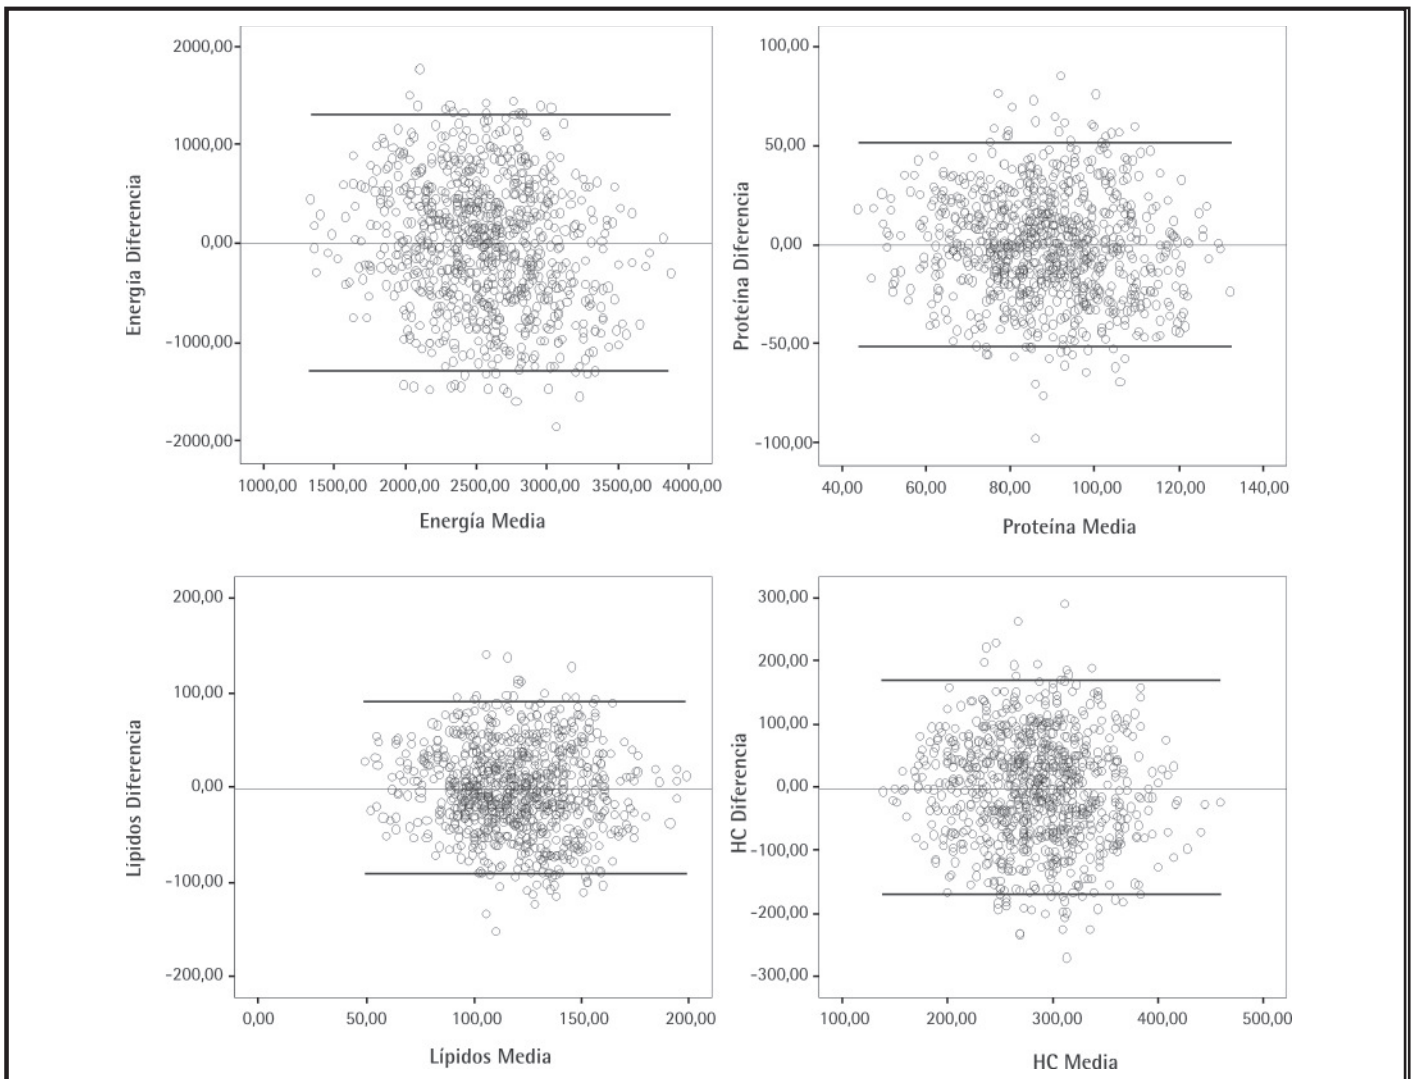 2000,00
1000,00
0,00
-1000,00
-2000,00
Energía Diferencia
1000,00 1500,00 2000,00 2500,00 3000,00 3500,00 4000,00
Energía Media
100,00
50,00
0,00
-50,00
-100,00
Proteína Diferencia
40,00 60,00 80,00 100,00 120,00 140,00
Proteína Media
200,00
100,00
0,00
-100,00
-200,00
Lípidos Diferencia
0,00 50,00 100,00 150,00 200,00
Lípidos Media
300,00
200,00
100,00
0,00
-100,00
-200,00
-300,00
HC Diferencia
100,00 200,00 300,00 400,00 500,00
HC Media